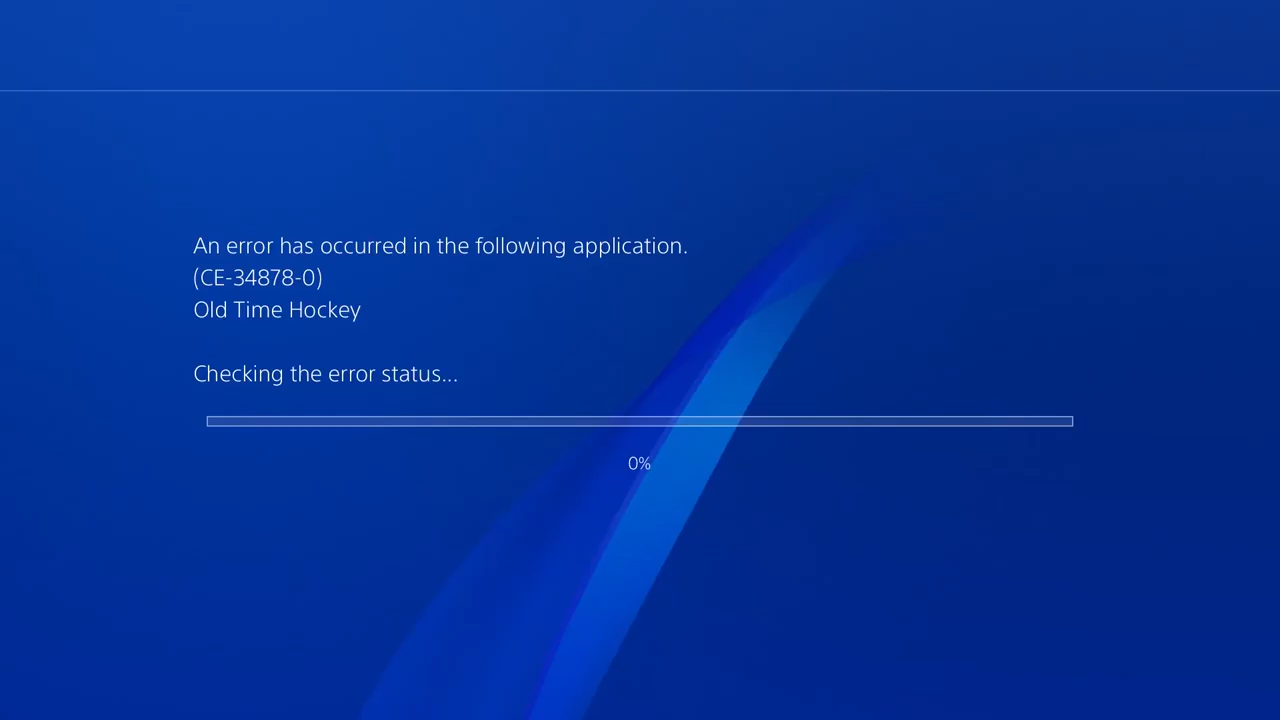 An error has occurred in the following application.
(CE-34878-0)
Old Time Hockey
Checking the error status...
0%